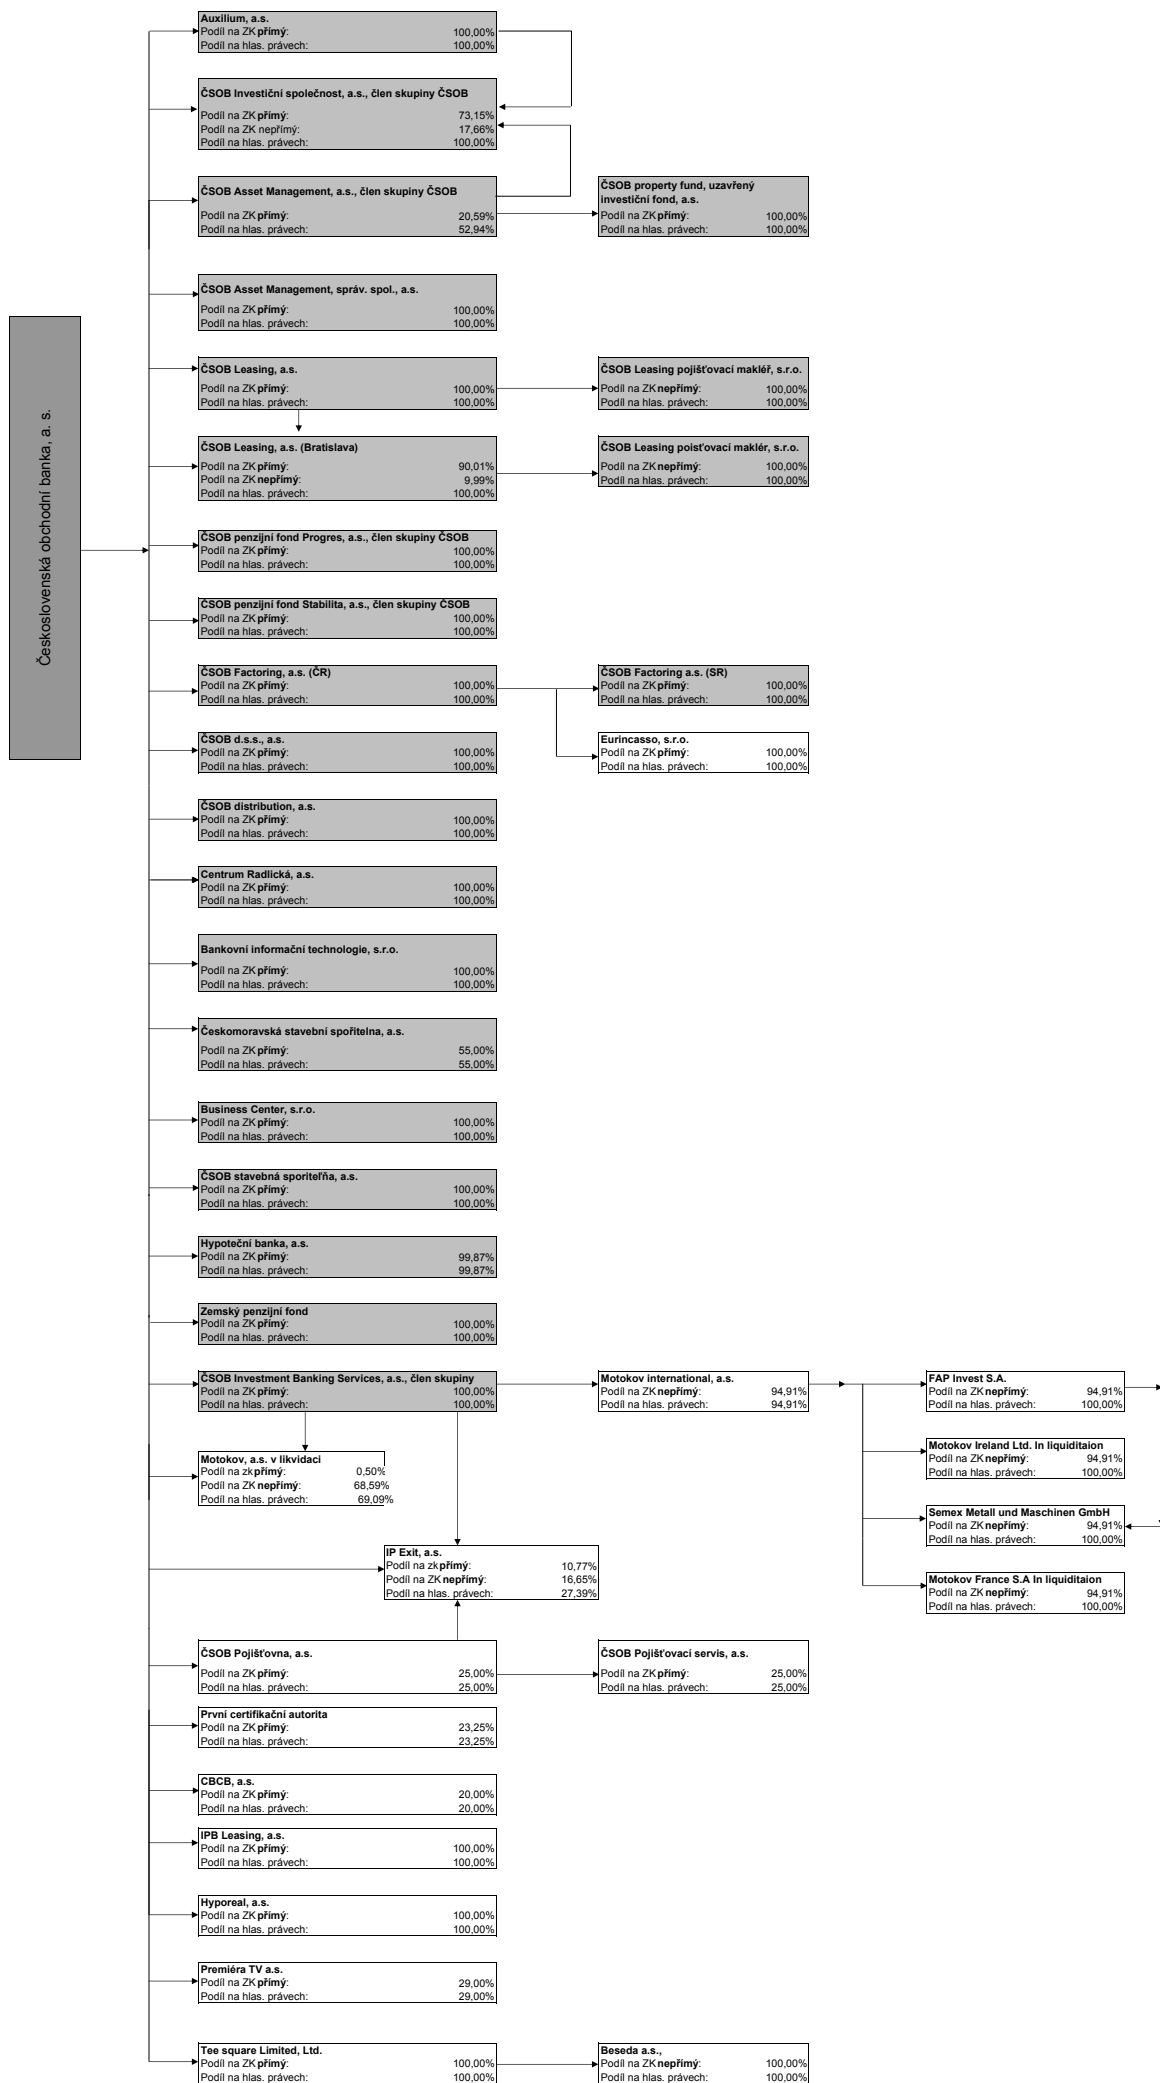 Československá obchodní banka, a. s.
Auxilium, a.s.
Podíl na ZK přímý: 100,00%
Podíl na hlas. právech: 100,00%
ČSOB Investiční společnost, a.s., člen skupiny ČSOB
Podíl na ZK přímý: 73,15%
Podíl na ZK nepřímý: 17,66%
Podíl na hlas. právech: 100,00%
ČSOB Asset Management, a.s., člen skupiny ČSOB
Podíl na ZK přímý: 20,59%
Podíl na hlas. právech: 52,94%
ČSOB property fund, uzavřený
investiční fond, a.s.
Podíl na ZK přímý: 100,00%
Podíl na hlas. právech: 100,00%
ČSOB Asset Management, správ. spol., a.s.
Podíl na ZK přímý: 100,00%
Podíl na hlas. právech: 100,00%
ČSOB Leasing, a.s.
Podíl na ZK přímý: 100,00%
Podíl na hlas. právech: 100,00%
ČSOB Leasing pojišťovací makléř, s.r.o.
Podíl na ZK nepřímý: 100,00%
Podíl na hlas. právech: 100,00%
ČSOB Leasing, a.s. (Bratislava)
Podíl na ZK přímý: 90,01%
Podíl na ZK nepřímý: 9,99%
Podíl na hlas. právech: 100,00%
ČSOB Leasing poisťovací maklér, s.r.o.
Podíl na ZK nepřímý: 100,00%
Podíl na hlas. právech: 100,00%
ČSOB penzijní fond Progres, a.s., člen skupiny ČSOB
Podíl na ZK přímý: 100,00%
Podíl na hlas. právech: 100,00%
ČSOB penzijní fond Stabilita, a.s., člen skupiny ČSOB
Podíl na ZK přímý: 100,00%
Podíl na hlas. právech: 100,00%
ČSOB Factoring, a.s. (ČR)
Podíl na ZK přímý: 100,00%
Podíl na hlas. právech: 100,00%
ČSOB Factoring a.s. (SR)
Podíl na ZK přímý: 100,00%
Podíl na hlas. právech: 100,00%
ČSOB d.s.s., a.s.
Podíl na ZK přímý: 100,00%
Podíl na hlas. právech: 100,00%
Eurincasso, s.r.o.
Podíl na ZK přímý: 100,00%
Podíl na hlas. právech: 100,00%
ČSOB distribution, a.s.
Podíl na ZK přímý: 100,00%
Podíl na hlas. právech: 100,00%
Centrum Radlická, a.s.
Podíl na ZK přímý: 100,00%
Podíl na hlas. právech: 100,00%
Bankovní informační technologie, s.r.o.
Podíl na ZK přímý: 100,00%
Podíl na hlas. právech: 100,00%
Českomoravská stavební spořitelna, a.s.
Podíl na ZK přímý: 55,00%
Podíl na hlas. právech: 55,00%
Business Center, s.r.o.
Podíl na ZK přímý: 100,00%
Podíl na hlas. právech: 100,00%
ČSOB stavebná sporiteľňa, a.s.
Podíl na ZK přímý: 100,00%
Podíl na hlas. právech: 100,00%
Hypoteční banka, a.s.
Podíl na ZK přímý: 99,87%
Podíl na hlas. právech: 99,87%
Zemský penzijní fond
Podíl na ZK přímý: 100,00%
Podíl na hlas. právech: 100,00%
ČSOB Investment Banking Services, a.s., člen skupiny
Podíl na ZK přímý: 100,00%
Podíl na hlas. právech: 100,00%
Motokov international, a.s.
Podíl na ZK nepřímý: 94,91%
Podíl na hlas. právech: 94,91%
FAP Invest S.A.
Podíl na ZK nepřímý: 94,91%
Podíl na hlas. právech: 100,00%
Motokov Ireland Ltd. In liquiditaion
Podíl na ZK nepřímý: 94,91%
Podíl na hlas. právech: 100,00%
Motokov, a.s. v likvidaci
Podíl na zk přímý: 0,50%
Podíl na ZK nepřímý: 68,59%
Podíl na hlas. právech: 69,09%
Semex Metall und Maschinen GmbH
Podíl na ZK nepřímý: 94,91%
Podíl na hlas. právech: 100,00%
IP Exit, a.s.
Podíl na zk přímý: 10,77%
Podíl na ZK nepřímý: 16,65%
Podíl na hlas. právech: 27,39%
Motokov France S.A In liquiditaion
Podíl na ZK nepřímý: 94,91%
Podíl na hlas. právech: 100,00%
ČSOB Pojišťovna, a.s.
Podíl na ZK přímý: 25,00%
Podíl na hlas. právech: 25,00%
ČSOB Pojišťovací servis, a.s.
Podíl na ZK přímý: 25,00%
Podíl na hlas. právech: 25,00%
První certifikační autorita
Podíl na ZK přímý: 23,25%
Podíl na hlas. právech: 23,25%
CBCB, a.s.
Podíl na ZK přímý: 20,00%
Podíl na hlas. právech: 20,00%
IPB Leasing, a.s.
Podíl na ZK přímý: 100,00%
Podíl na hlas. právech: 100,00%
Hyporeal, a.s.
Podíl na ZK přímý: 100,00%
Podíl na hlas. právech: 100,00%
Premiéra TV a.s.
Podíl na ZK přímý: 29,00%
Podíl na hlas. právech: 29,00%
Tee square Limited, Ltd.
Podíl na ZK přímý: 100,00%
Podíl na hlas. právech: 100,00%
Beseda a.s.,
Podíl na ZK nepřímý: 100,00%
Podíl na hlas. právech: 100,00%